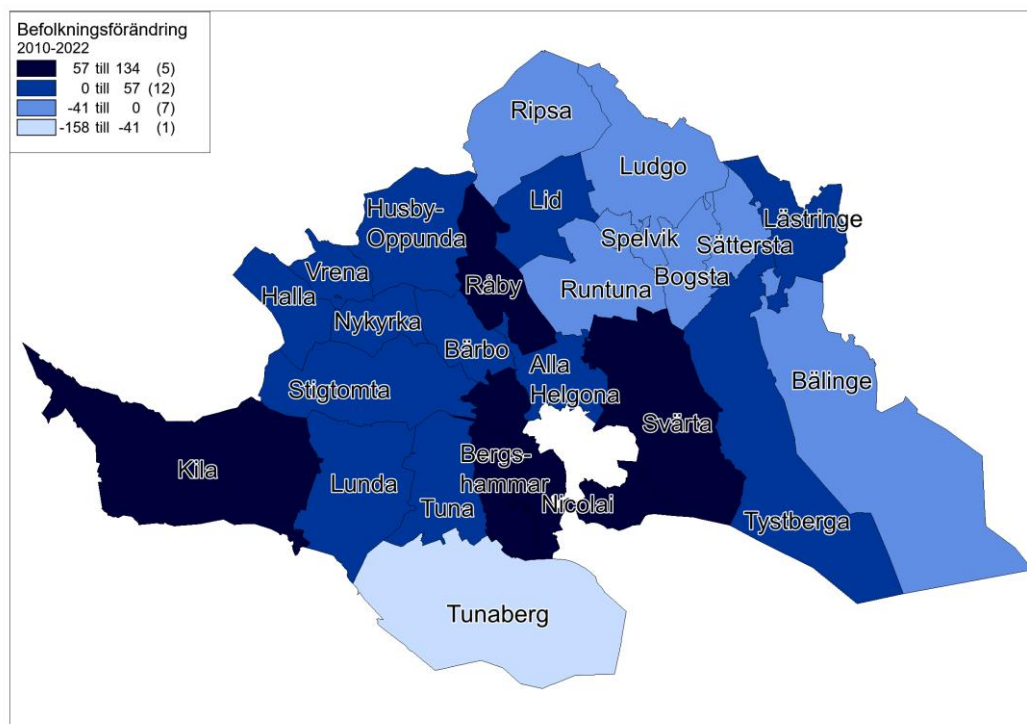 Befolkningsförändring
2010-2022
57 till 134 (5)
0 till 57 (12)
-41 till 0 (7)
-158 till -41 (1)
Ripsa
Ludgo
Lid
Lästringe
Husby-
Oppunda
Spelvik
Sättersta
Vrena
Råby
Runtuna
Bogsta
Halla
Nykyrka
Bärbo
Alla
Helgona
Bälinge
Stigtomta
Svärta
Kila
Bergs-
hammar
Lunda
Tuna
Nicolai
Tystberga
Tunaberg